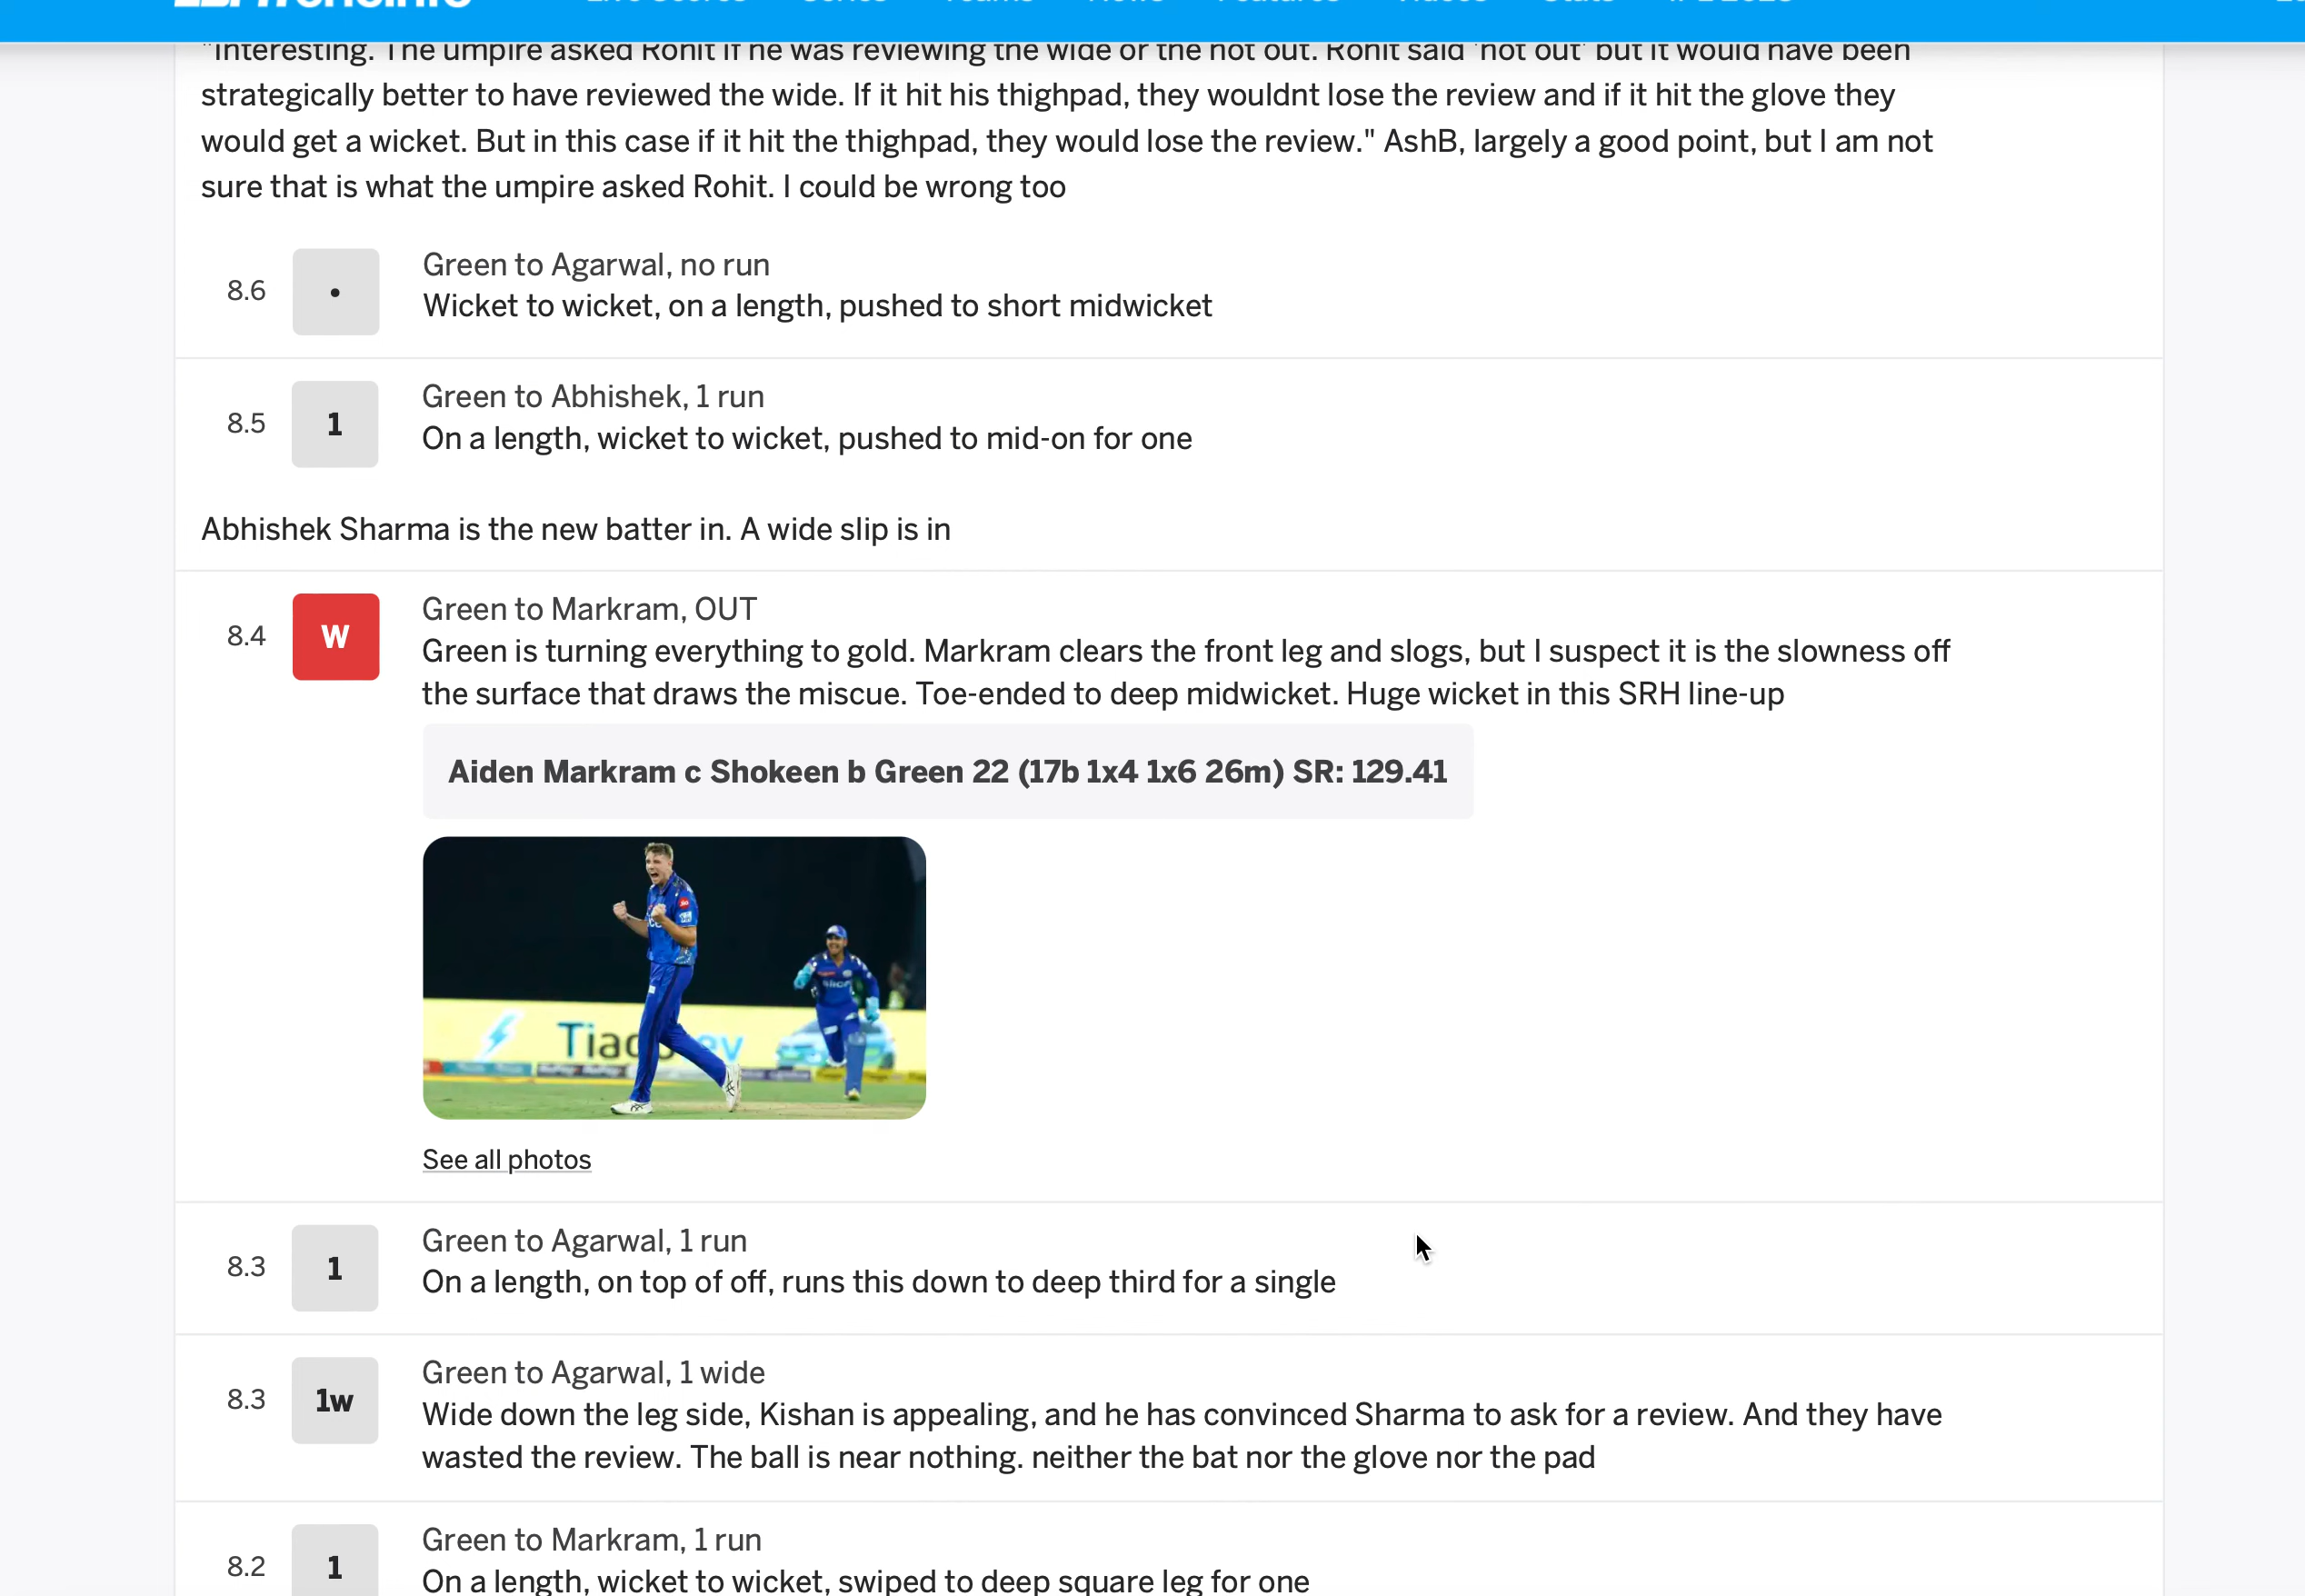 "Interesting. The umpire asked Rohit if he was reviewing the wide or the not out. Rohit said 'not out' but it would have been
strategically better to have reviewed the wide. If it hit his thighpad, they wouldnt lose the review and if it hit the glove they
would get a wicket. But in this case if it hit the thighpad, they would lose the review." AshB, largely a good point, but I am not
sure that is what the umpire asked Rohit. I could be wrong too
8.6
•
Green to Agarwal, no run
Wicket to wicket, on a length, pushed to short midwicket
8.5
1
Green to Abhishek, 1 run
On a length, wicket to wicket, pushed to mid-on for one
Abhishek Sharma is the new batter in. A wide slip is in
8.4
W
Green to Markram, OUT
Green is turning everything to gold. Markram clears the front leg and slogs, but I suspect it is the slowness off
the surface that draws the miscue. Toe-ended to deep midwicket. Huge wicket in this SRH line-up
Aiden Markram c Shokeen b Green 22 (17b 1x4 1x6 26m) SR: 129.41
slice
See all photos
8.3
1
Green to Agarwal, 1 run
On a length, on top of off, runs this down to deep third for a single
8.3
1w
Green to Agarwal, 1 wide
Wide down the leg side, Kishan is appealing, and he has convinced Sharma to ask for a review. And they have
wasted the review. The ball is near nothing. neither the bat nor the glove nor the pad
8.2
1
Green to Markram, 1 run
On a length, wicket to wicket, swiped to deep square leg for one